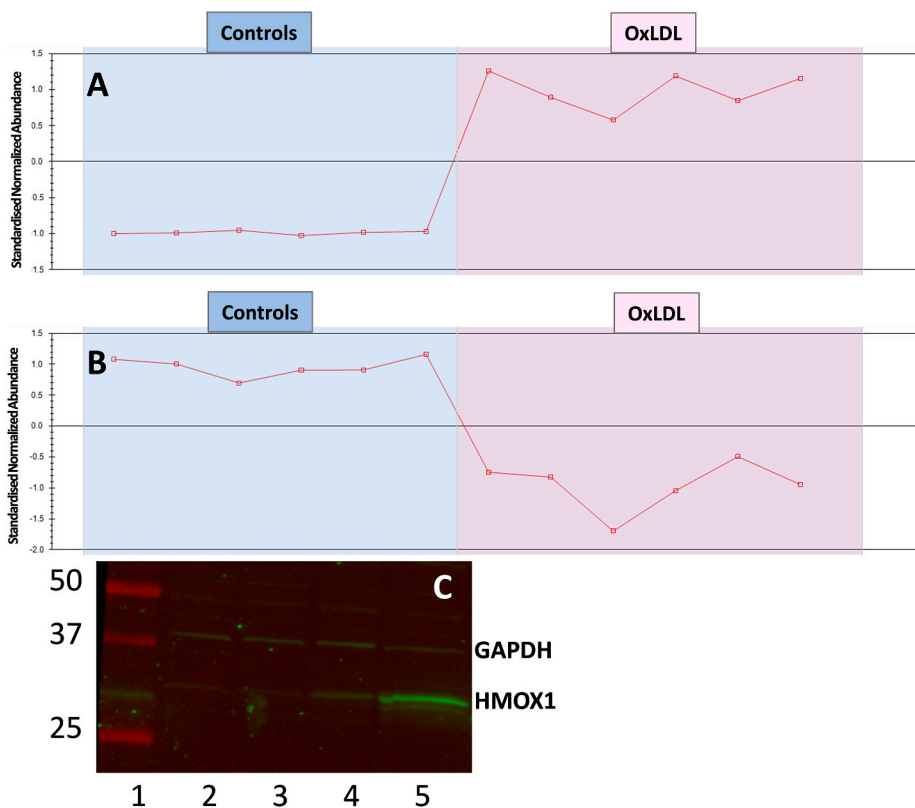 Controls
OxLDL
A
Standardised Normalized Abundance
1.5
1.0
0.5
0.0
0.5
1.0
1.5
Controls
OxLDL
B
Standardised Normalized Abundance
1.5
1.0
0.5
0.0
-0.5
-1.0
-1.5
-2.0
C
50
37
25
GAPDH
HMOX1
1 2 3 4 5